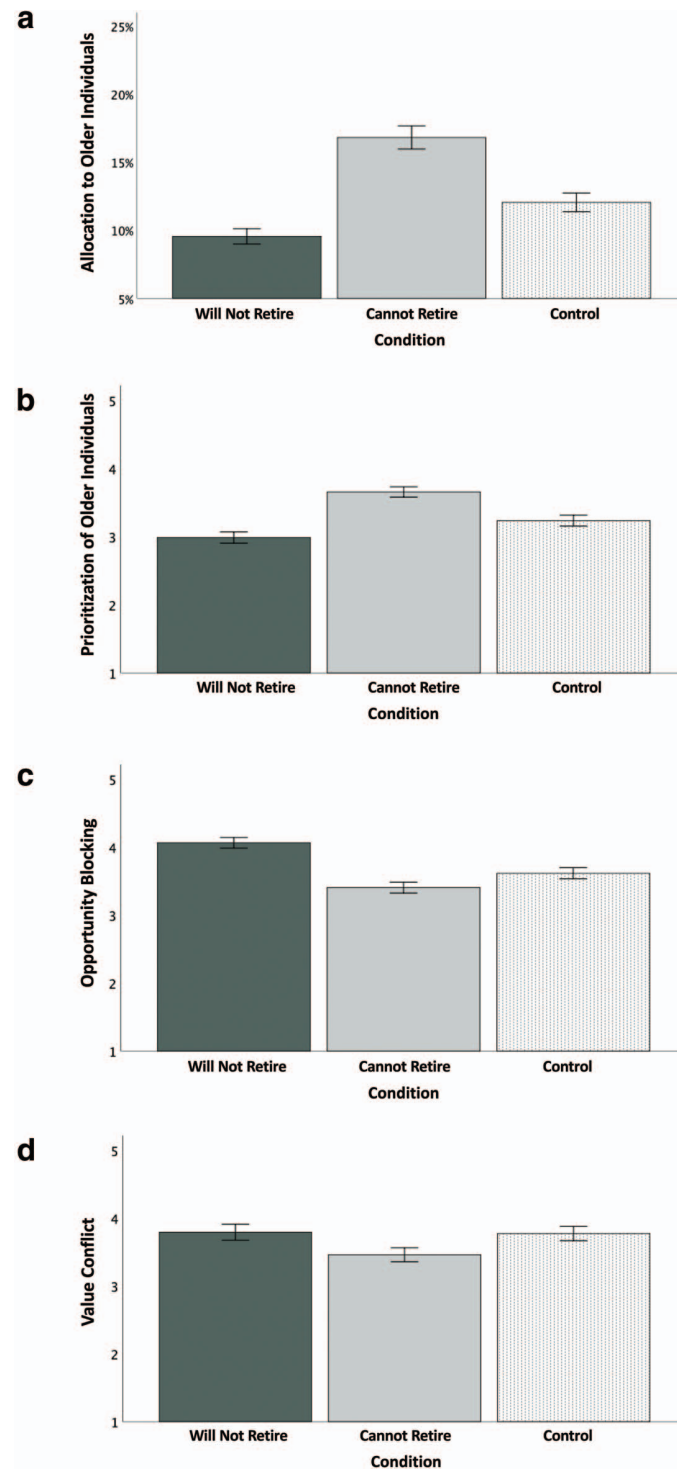 a
Allocation to Older Individuals
25%
20%
15%
10%
5%
Will Not Retire Cannot Retire Control
Condition
b
Prioritization of Older Individuals
5
4
3
2
1
Will Not Retire Cannot Retire Control
Condition
c
Opportunity Blocking
5
4
3
2
1
Will Not Retire Cannot Retire Control
Condition
d
Value Conflict
5
4
3
2
1
Will Not Retire Cannot Retire Control
Condition